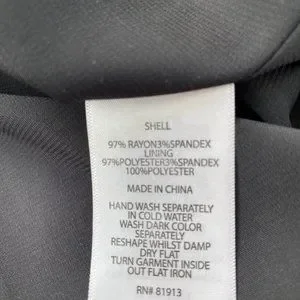 SHELL
97% RAYON3%SPANDEX
LINING
97%POLYESTER3%SPANDEX
100%POLYESTER
MADE IN CHINA
HAND WASH SEPARATELY
IN COLD WATER
WASH DARK COLOR
SEPARATELY
RESHAPE WHILST DAMP
DRY FLAT
TURN GARMENT INSIDE
OUT FLAT IRON
RN# 81913